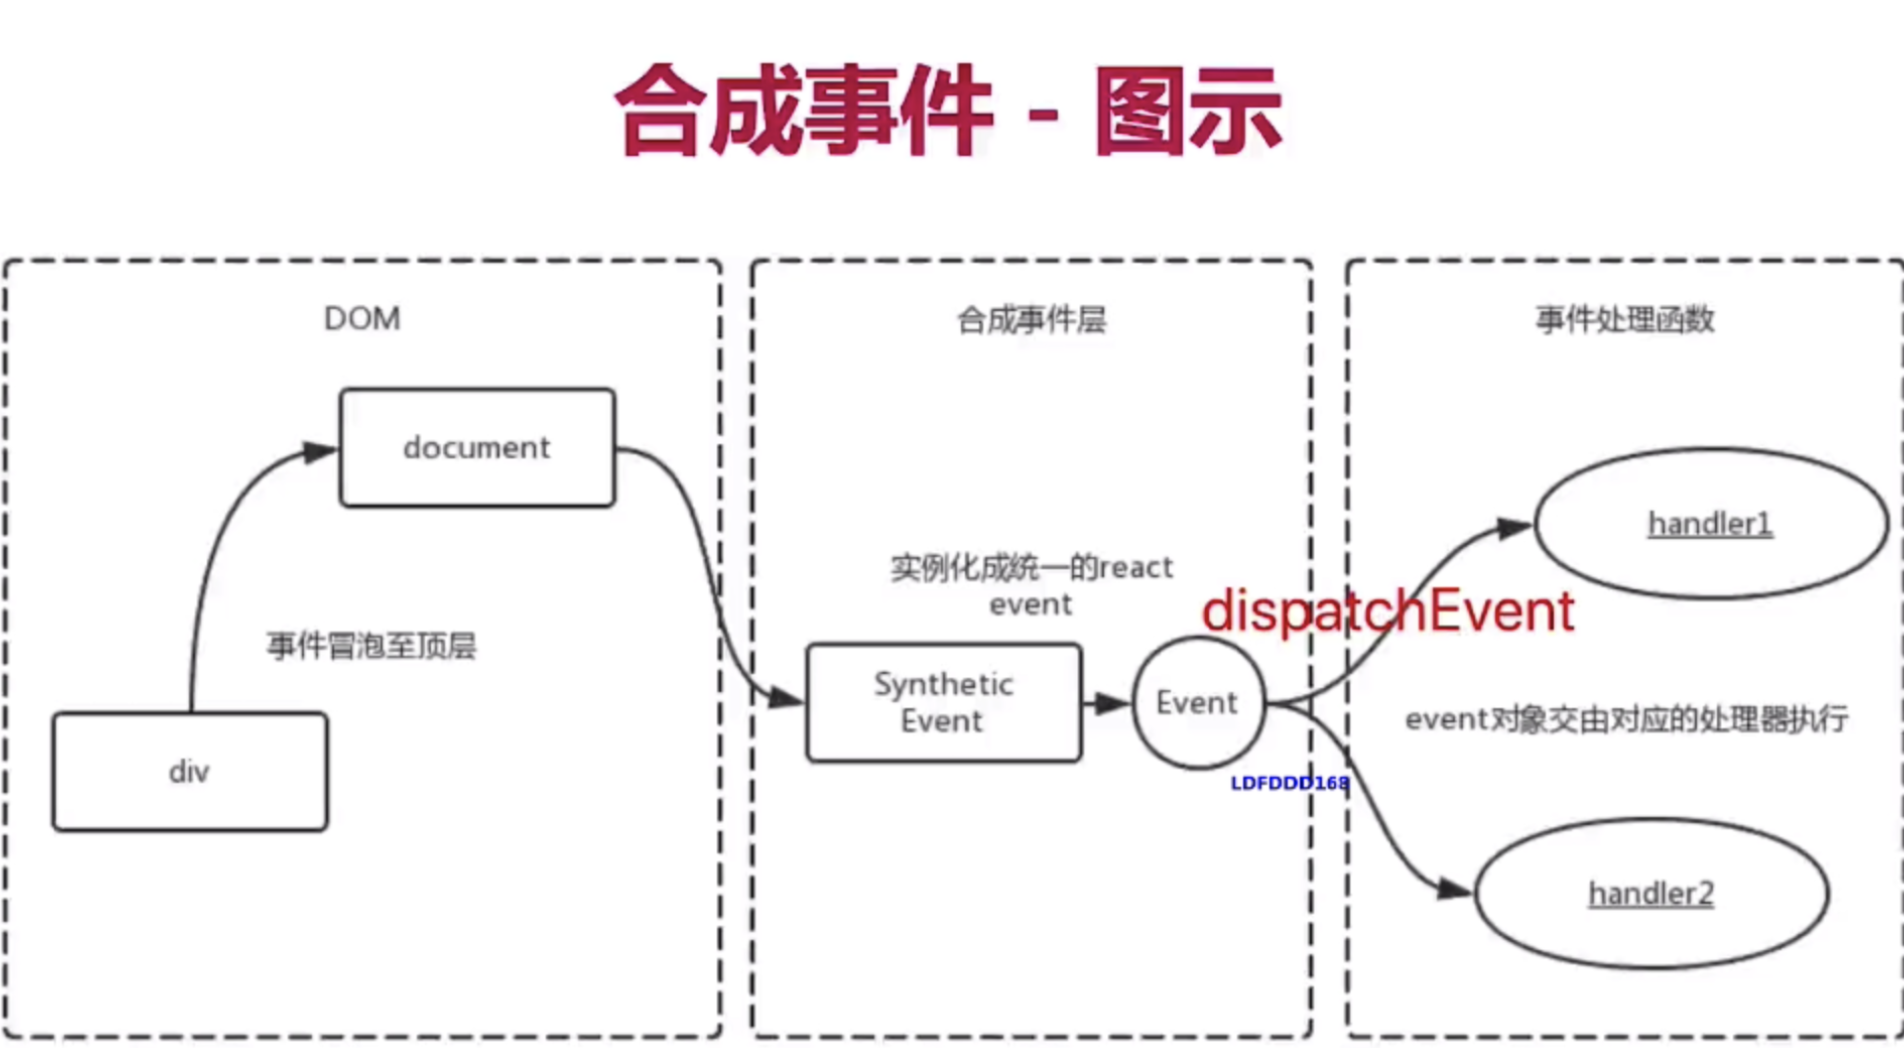 合成事件 - 图示
DOM
document
事件冒泡至顶层
div
合成事件层
实例化成统一的react
event
Synthetic
Event
Event
dispatchEvent
LDFDDD168
事件处理函数
handler1
event对象交由对应的处理器执行
handler2